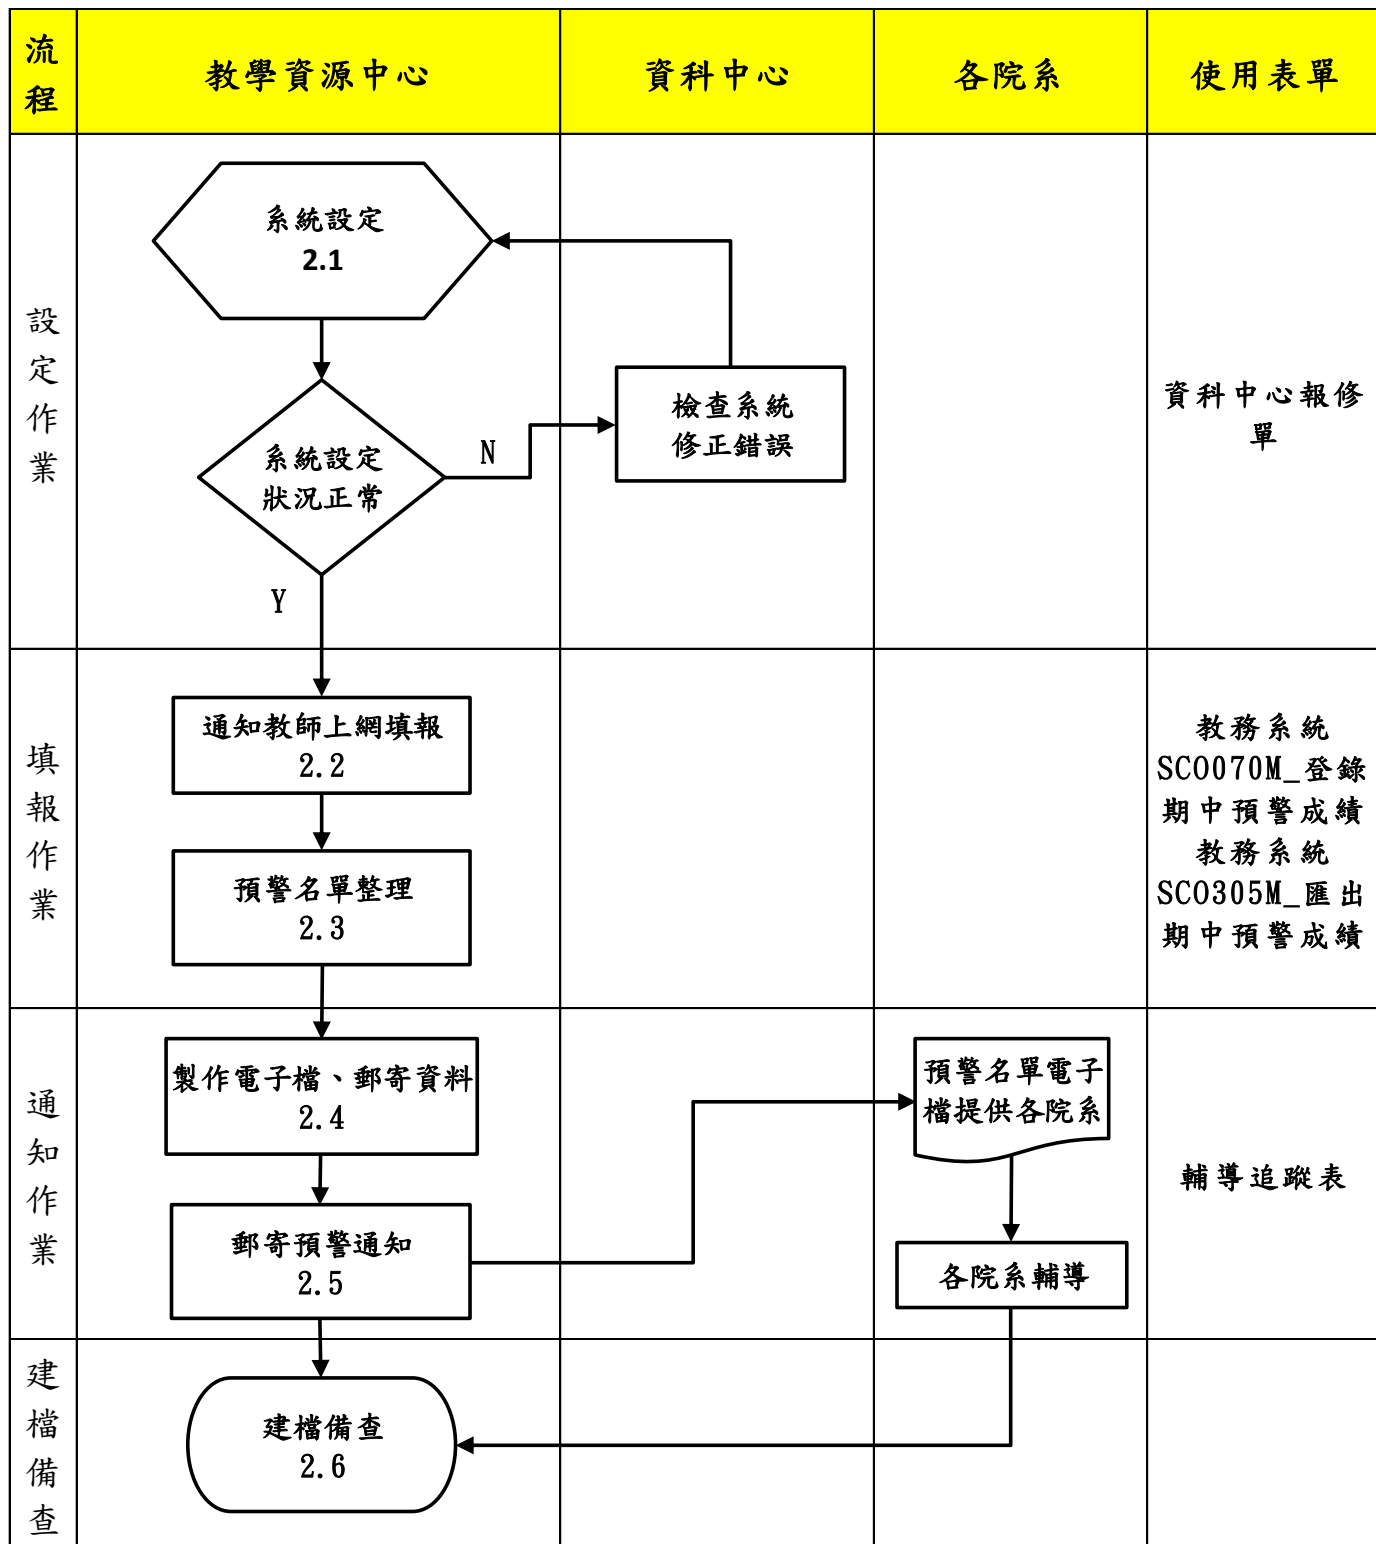 流
程
教學資源中心
資科中心
各院系
使用表單
設
定
作
業
系統設定
2.1
系統設定
狀況正常
N
Y
檢查系統
修正錯誤
資科中心報修
單
填
報
作
業
通知教師上網填報
2.2
預警名單整理
2.3
教務系統
SCO070M_登錄
期中預警成績
教務系統
SCO305M_匯出
期中預警成績
通
知
作
業
製作電子檔、郵寄資料
2.4
郵寄預警通知
2.5
預警名單電子
檔提供各院系
各院系輔導
輔導追蹤表
建
檔
備
查
建檔備查
2.6